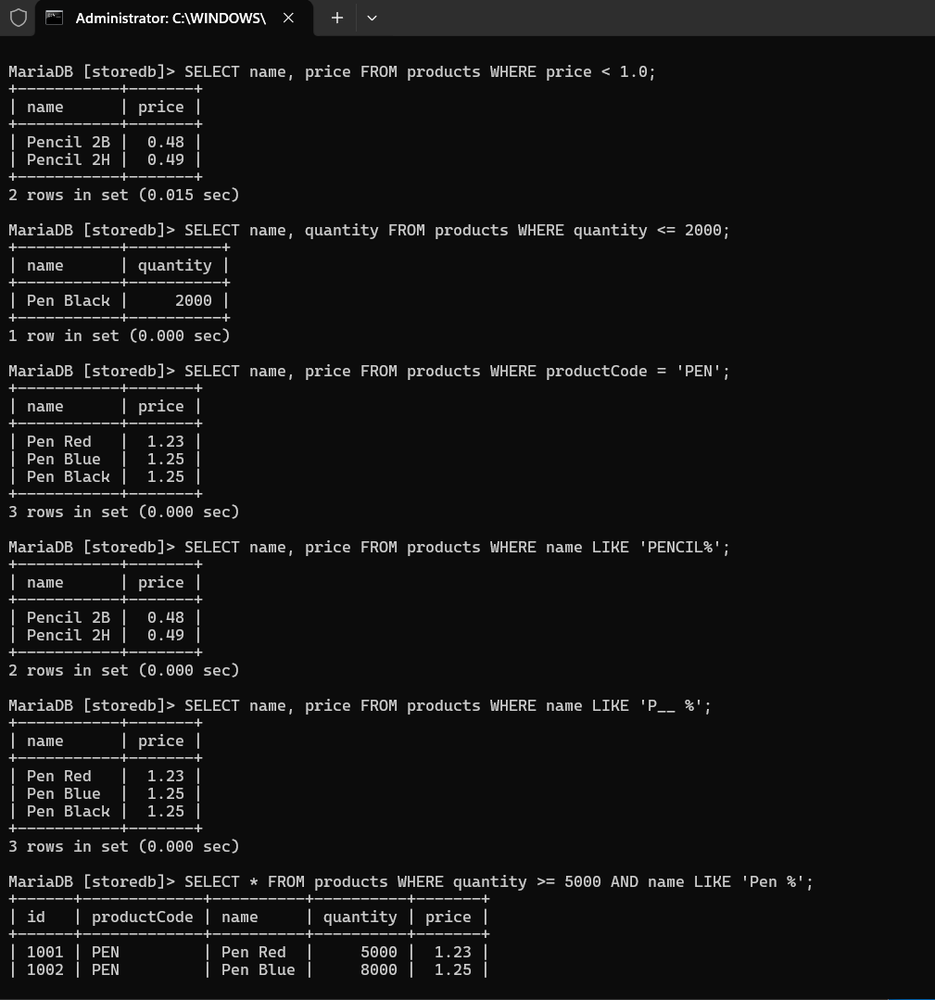 Administrator: C:\WINDOWS\
MariaDB [storedb]> SELECT name, price FROM products WHERE price < 1.0;
+-----------+-------+
| name      | price |
+-----------+-------+
| Pencil 2B |  0.48 |
| Pencil 2H |  0.49 |
+-----------+-------+
2 rows in set (0.015 sec)
MariaDB [storedb]> SELECT name, quantity FROM products WHERE quantity <= 2000;
+-----------+----------+
| name      | quantity |
+-----------+----------+
| Pen Black |     2000 |
+-----------+----------+
1 row in set (0.000 sec)
MariaDB [storedb]> SELECT name, price FROM products WHERE productCode = 'PEN';
+-----------+-------+
| name      | price |
+-----------+-------+
| Pen Red   |  1.23 |
| Pen Blue  |  1.25 |
| Pen Black |  1.25 |
+-----------+-------+
3 rows in set (0.000 sec)
MariaDB [storedb]> SELECT name, price FROM products WHERE name LIKE 'PENCIL%';
+-----------+-------+
| name      | price |
+-----------+-------+
| Pencil 2B |  0.48 |
| Pencil 2H |  0.49 |
+-----------+-------+
2 rows in set (0.000 sec)
MariaDB [storedb]> SELECT name, price FROM products WHERE name LIKE 'P__ %';
+-----------+-------+
| name      | price |
+-----------+-------+
| Pen Red   |  1.23 |
| Pen Blue  |  1.25 |
| Pen Black |  1.25 |
+-----------+-------+
3 rows in set (0.000 sec)
MariaDB [storedb]> SELECT * FROM products WHERE quantity >= 5000 AND name LIKE 'Pen %';
+------+-------------+----------+----------+-------+
| id   | productCode | name     | quantity | price |
+------+-------------+----------+----------+-------+
| 1001 | PEN         | Pen Red  |     5000 |  1.23 |
| 1002 | PEN         | Pen Blue |     8000 |  1.25 |